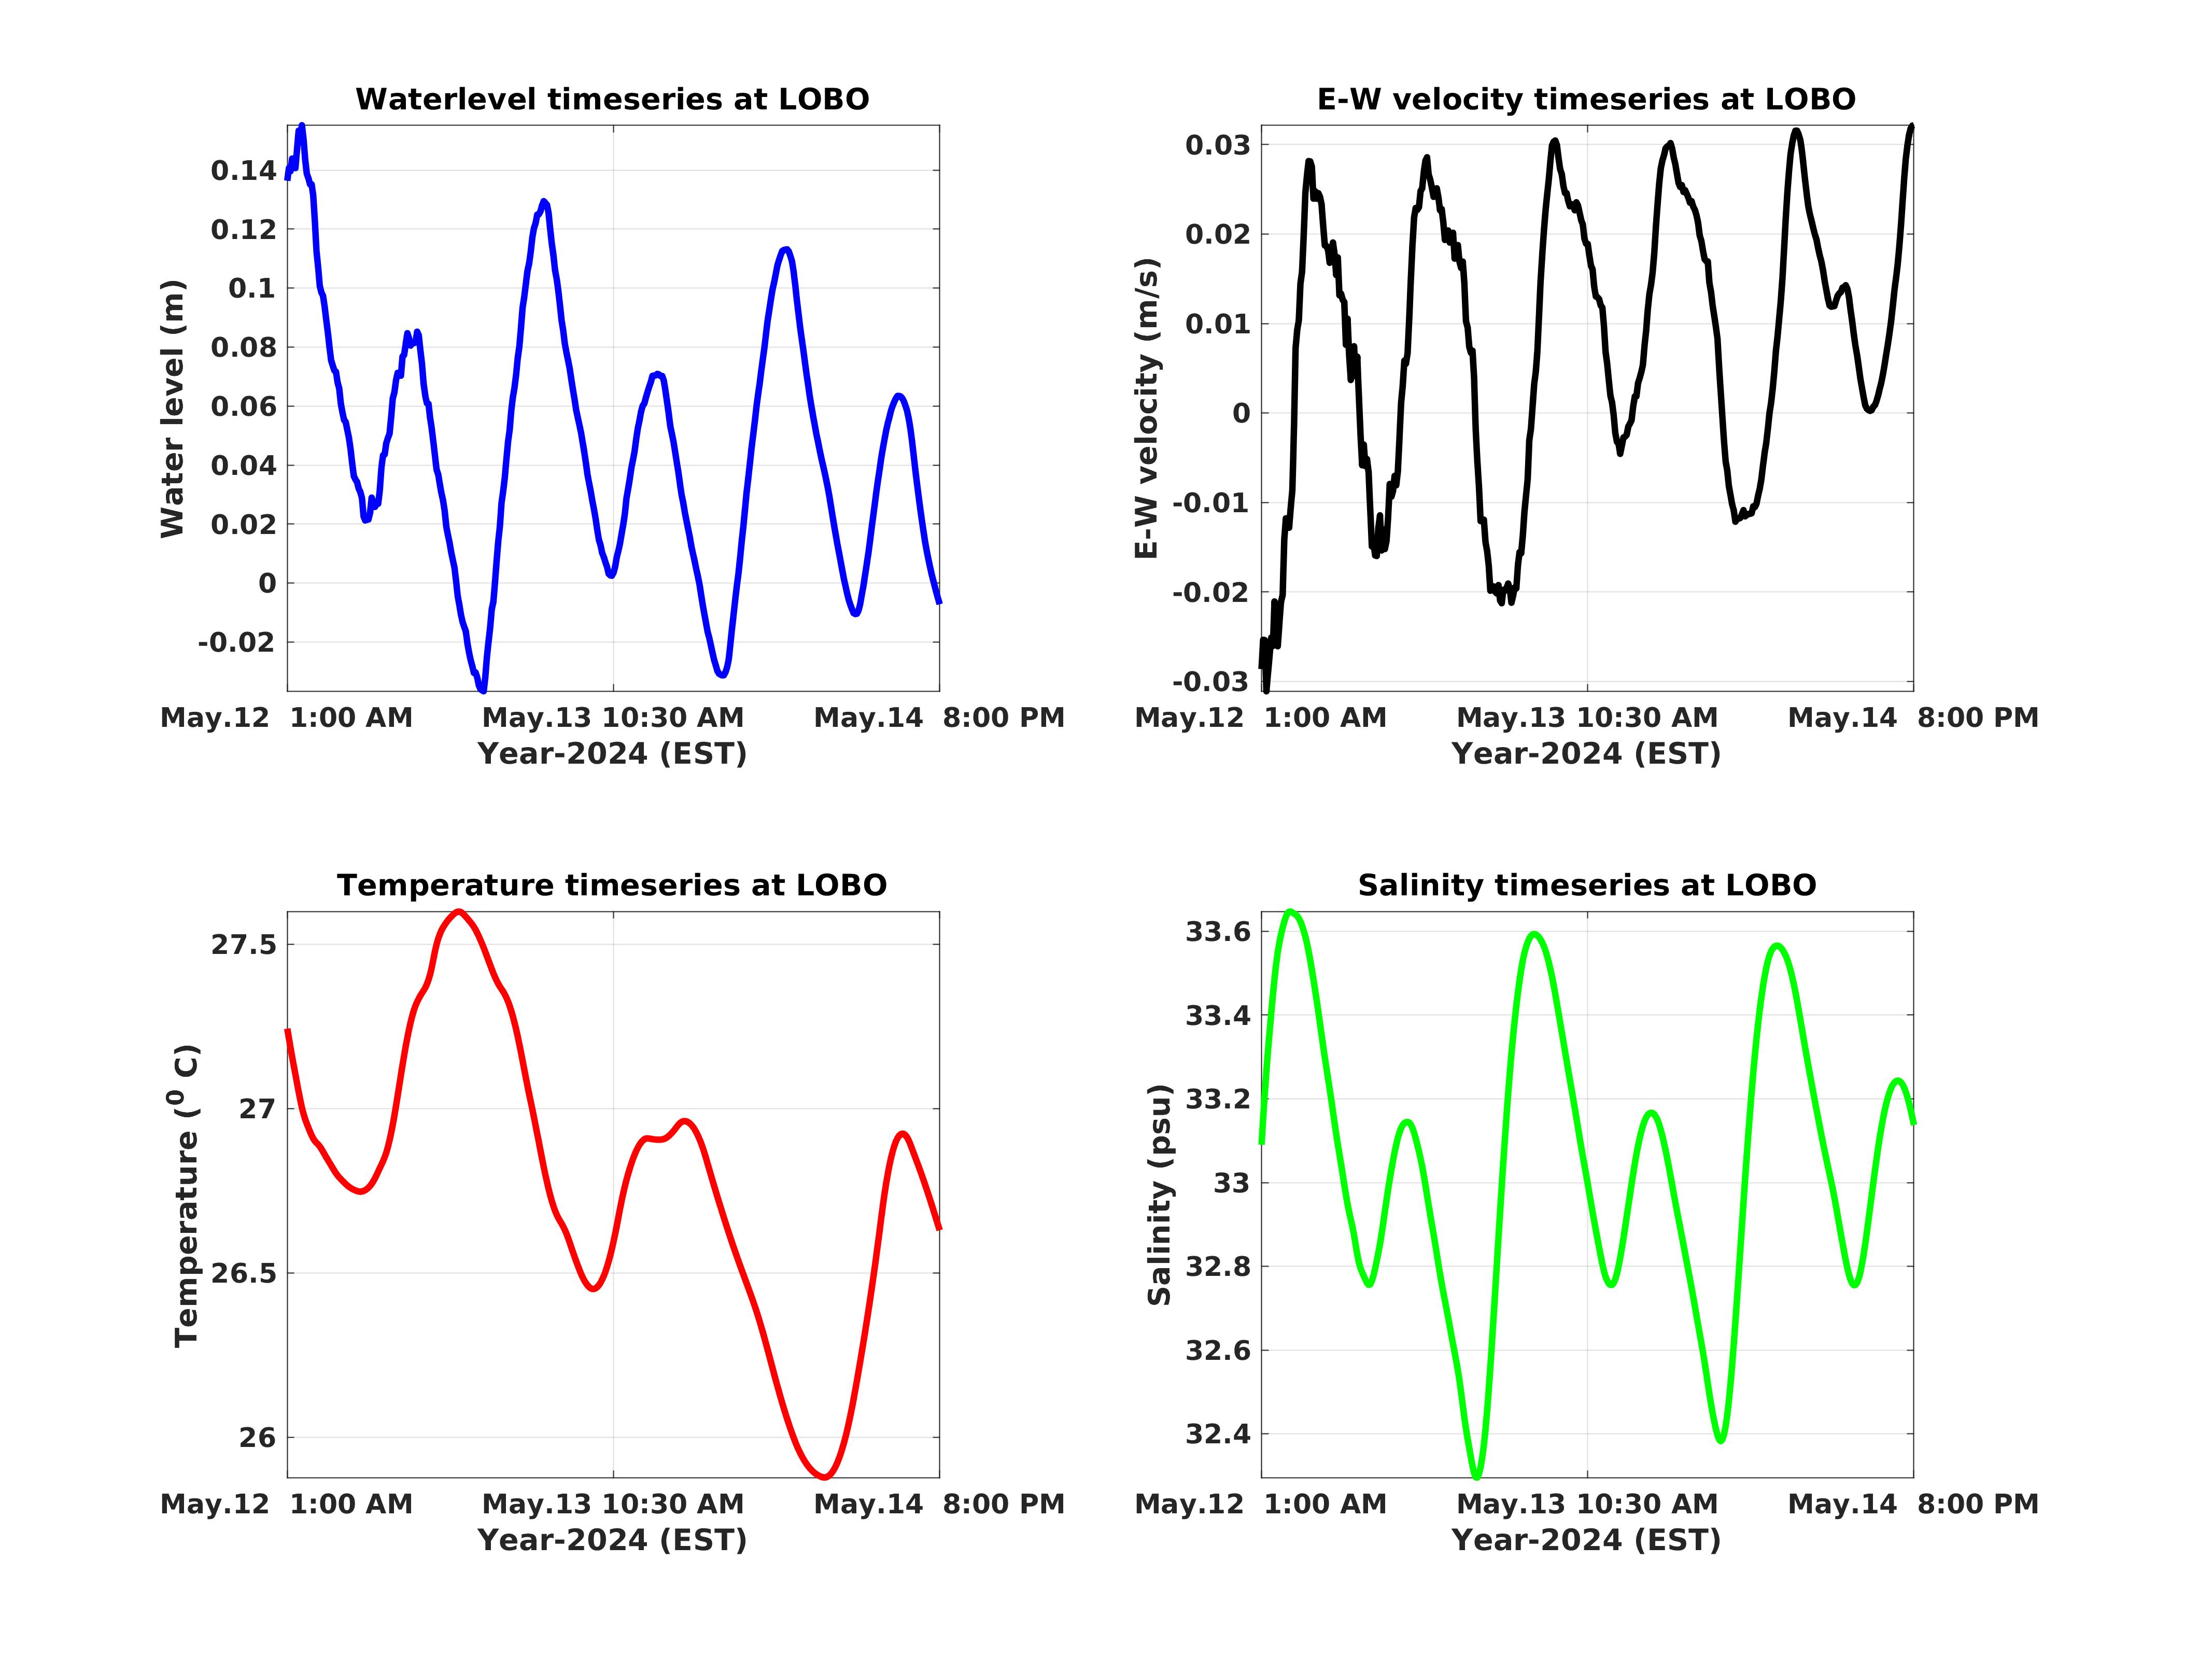 Waterlevel timeseries at LOBO
0.14
0.12
0.1
0.08
0.06
0.04
0.02
0
-0.02
Water level (m)
May.12 1:00 AM May.13 10:30 AM May.14 8:00 PM
Year-2024 (EST)
E-W velocity timeseries at LOBO
0.03
0.02
0.01
0
-0.01
-0.02
-0.03
E-W velocity (m/s)
May.12 1:00 AM May.13 10:30 AM May.14 8:00 PM
Year-2024 (EST)
Temperature timeseries at LOBO
27.5
27
26.5
26
Temperature (⁰ C)
May.12 1:00 AM May.13 10:30 AM May.14 8:00 PM
Year-2024 (EST)
Salinity timeseries at LOBO
33.6
33.4
33.2
33
32.8
32.6
32.4
Salinity (psu)
May.12 1:00 AM May.13 10:30 AM May.14 8:00 PM
Year-2024 (EST)